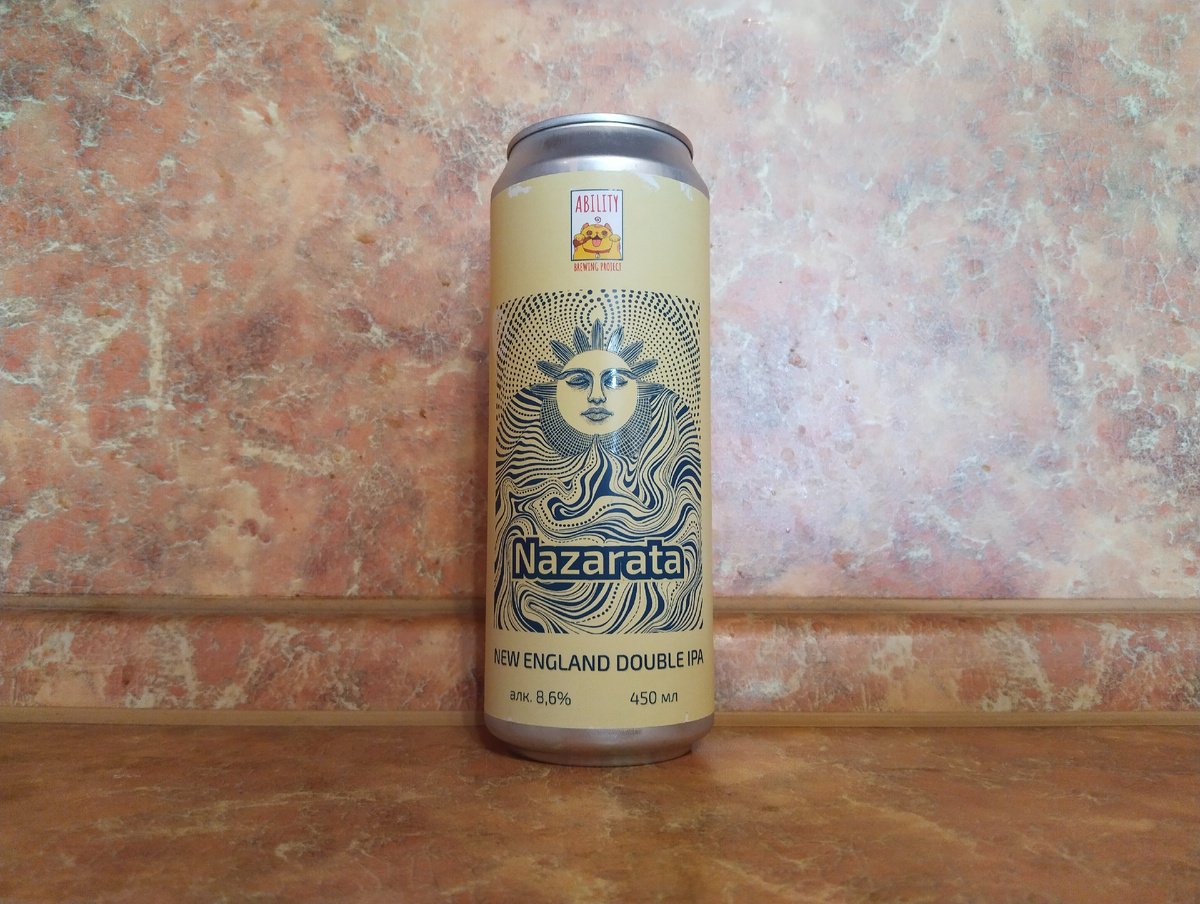 ABILITY
BREWING PROJECT
Nazarata
NEW ENGLAND DOUBLE IPA
алк. 8,6% 450 мл